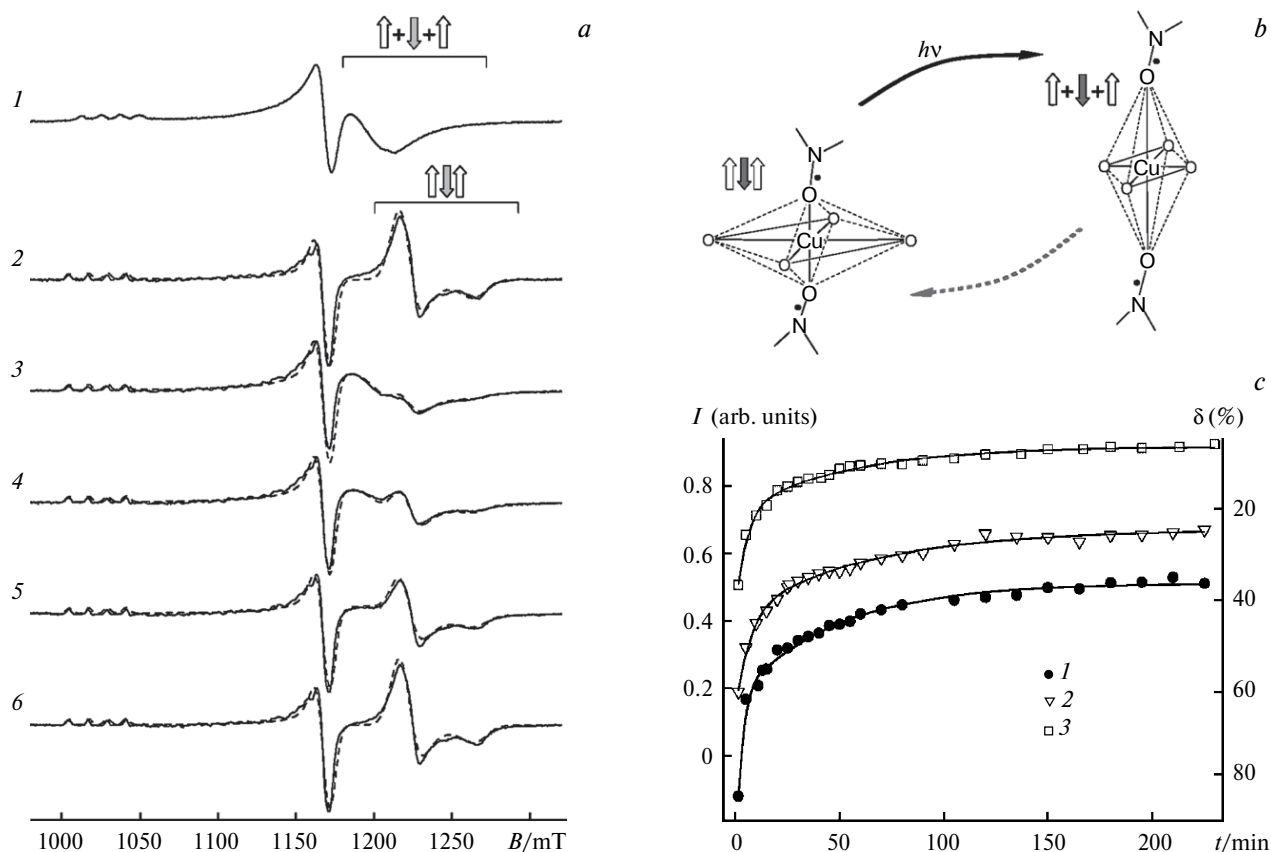 a
1
2
3
4
5
6
1000 1050 1100 1150 1200 1250 B/mT
b
hν
N
O
O O
Cu
O O
O
N
N
O
O
Cu
O O
O
O
N
c
I (arb. units) δ (%)
0.8
0.6
0.4
0.2
0
20
40
60
80
1
2
3
0 50 100 150 200 t/min